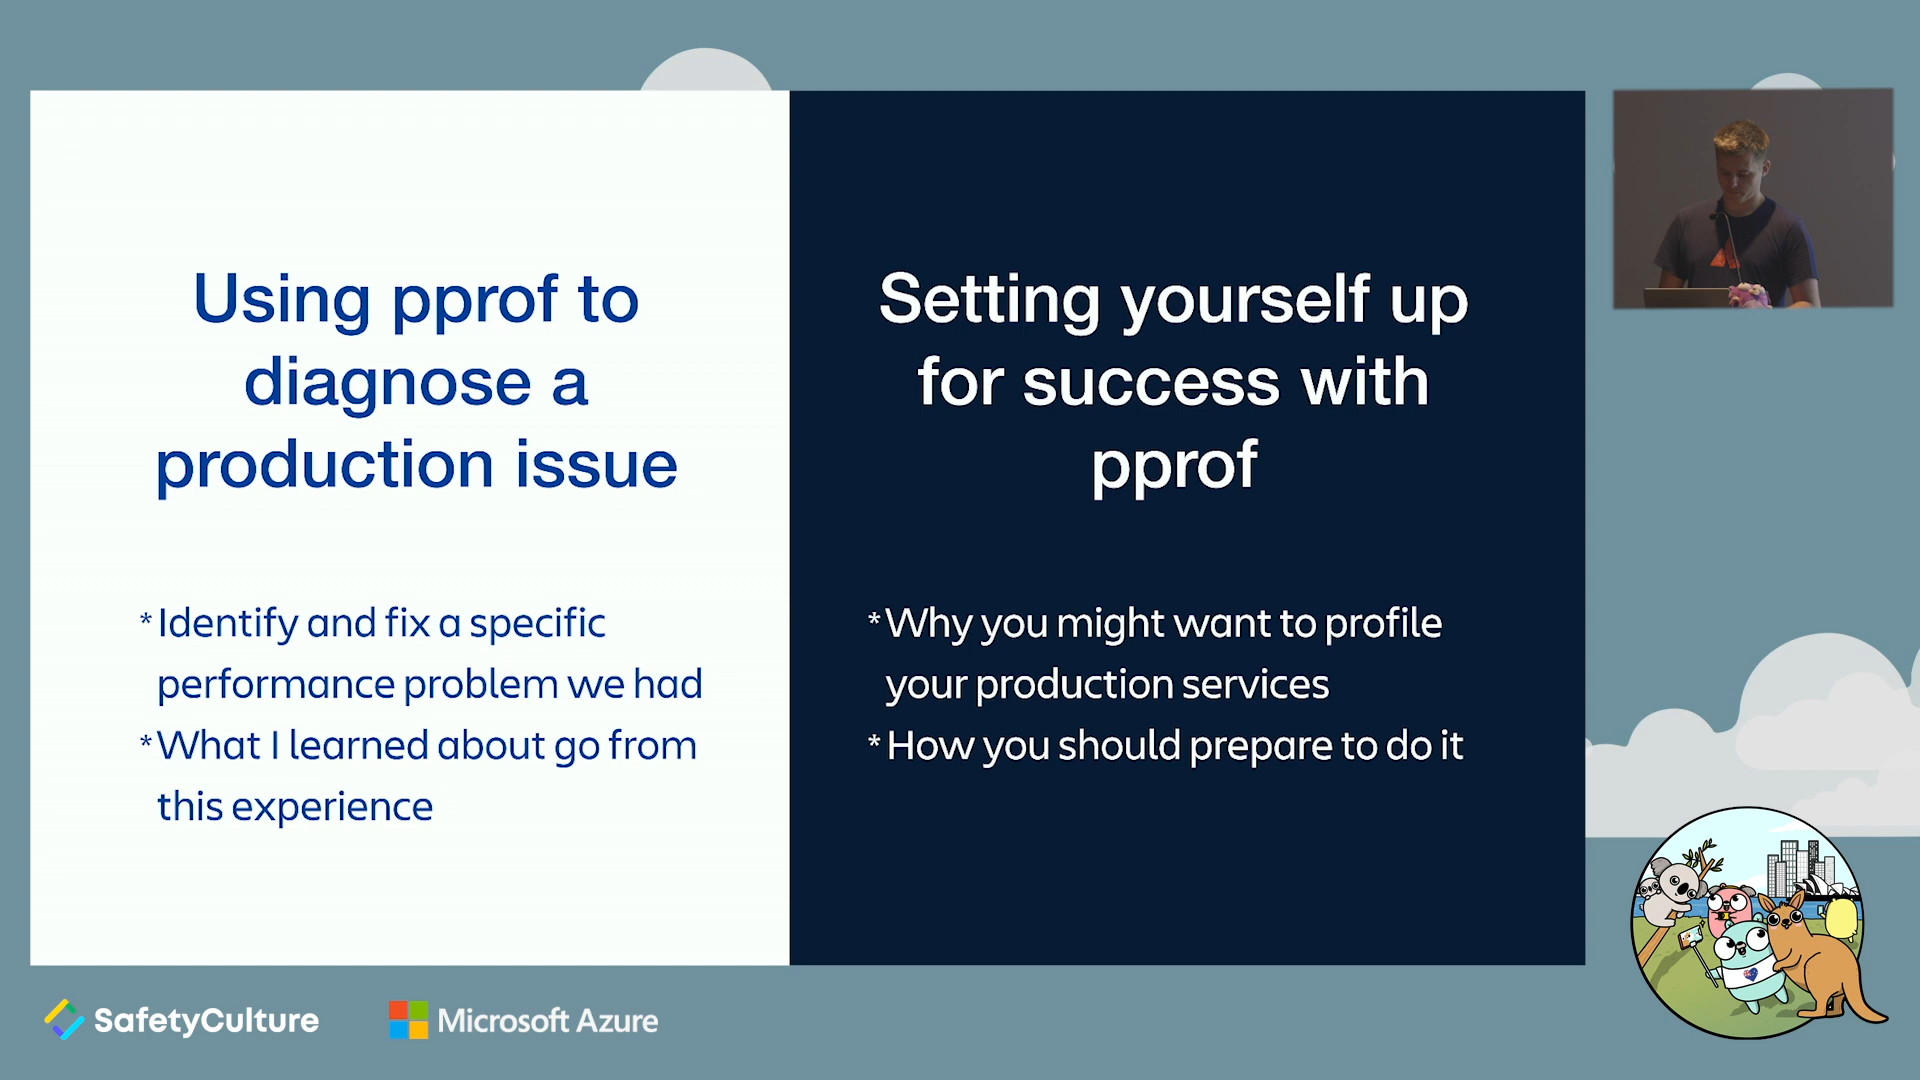 Using pprof to
diagnose a
production issue
*Identify and fix a specific
performance problem we had
*What I learned about go from
this experience
Setting yourself up
for success with
pprof
*Why you might want to profile
your production services
*How you should prepare to do it
SafetyCulture
Microsoft Azure